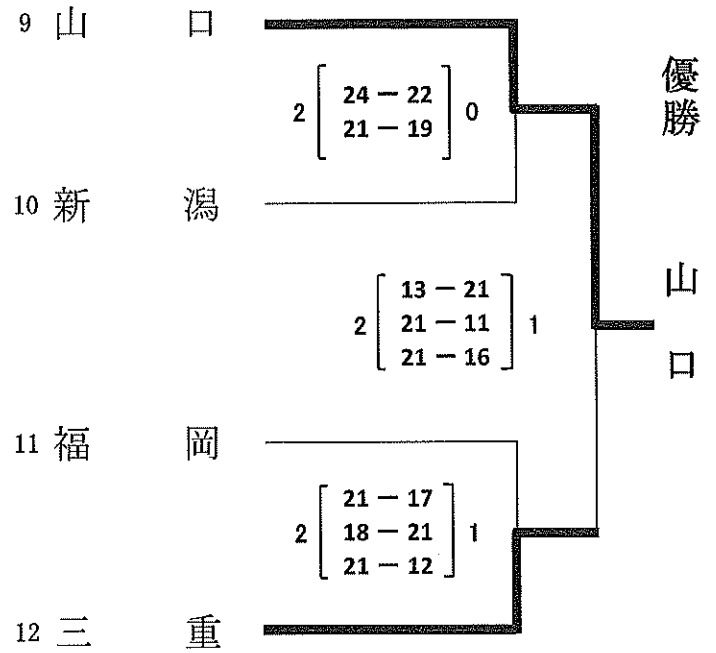 9 山口
2 [ 24 － 22 ] 0
21 － 19
10 新潟
2 [ 13 － 21 ] 1
21 － 11
21 － 16
11 福岡
2 [ 21 － 17 ] 1
18 － 21
21 － 12
12 三重
優勝
山口